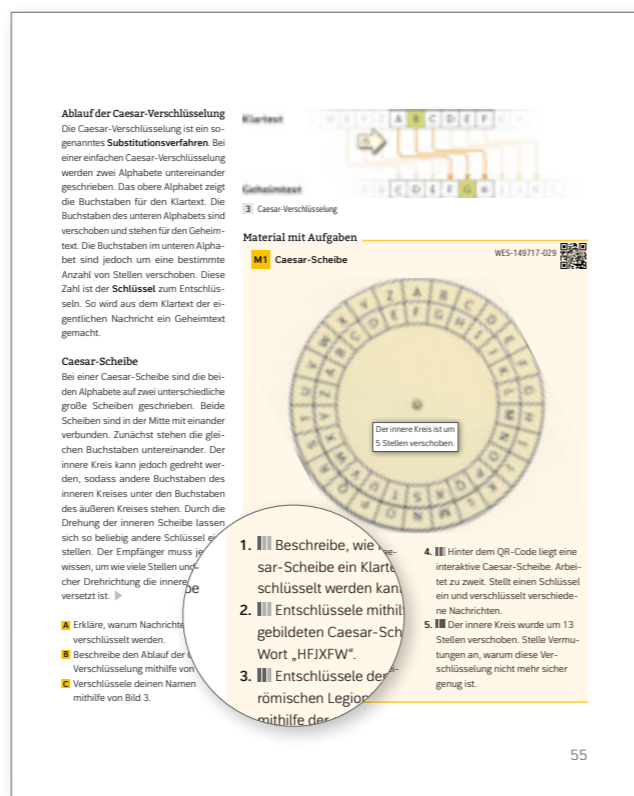 Ablauf der Caesar-Verschlüsselung
Die Caesar-Verschlüsselung ist ein so-
genanntes Substitutionsverfahren. Bei
einer einfachen Caesar-Verschlüsselung
werden zwei Alphabete untereinander
geschrieben. Das obere Alphabet zeigt
die Buchstaben für den Klartext. Die
Buchstaben des unteren Alphabets sind
verschoben und stehen für den Geheim-
text. Die Buchstaben im unteren Alpha-
bet sind jedoch um eine bestimmte
Anzahl von Stellen verschoben. Diese
Zahl ist der Schlüssel zum Entschlüs-
seln. So wird aus dem Klartext der ei-
gentlichen Nachricht ein Geheimtext
gemacht.
Caesar-Scheibe
Bei einer Caesar-Scheibe sind die bei-
den Alphabete auf zwei unterschiedliche
große Scheiben geschrieben. Beide
Scheiben sind in der Mitte mit einander
verbunden. Zunächst stehen die glei-
chen Buchstaben untereinander. Der
innere Kreis kann jedoch gedreht wer-
den, sodass andere Buchstaben des
inneren Kreises unter den Buchstaben
des äußeren Kreises stehen. Durch die
Drehung der inneren Scheibe lassen
sich so beliebig andere Schlüssel
stellen. Der Empfänger muss
wissen, um wie viele Stellen
cher Drehrichtung die innere
versetzt ist.
A Erkläre, warum Nachrichte
verschlüsselt werden.
B Beschreibe den Ablauf der
Verschlüsselung mithilfe von
C Verschlüssele deinen Namen
mithilfe von Bild 3.
Klartext
A B C D E F
Geheimtext
C D E F G H
3 Caesar-Verschlüsselung
Material mit Aufgaben
M1 Caesar-Scheibe
WES-149717-029
A B C D E F G H I J K L M N O P Q R S T U V W X Y Z
Der innere Kreis ist um
5 Stellen verschoben.
1. Beschreibe, wie
sar-Scheibe ein Klarte
schlüsselt werden kan
2. Entschlüssele mithil
gebildeten Caesar-Sch
Wort „HFJXFW“.
3. Entschlüssele der
römischen Legion
mithilfe der
4. Hinter dem QR-Code liegt eine
interaktive Caesar-Scheibe. Arbei-
tet zu zweit. Stellt einen Schlüssel
ein und verschlüsselt verschiede-
ne Nachrichten.
5. Der innere Kreis wurde um 13
Stellen verschoben. Stelle Vermu-
tungen an, warum diese Ver-
schlüsselung nicht mehr sicher
genug ist.
55